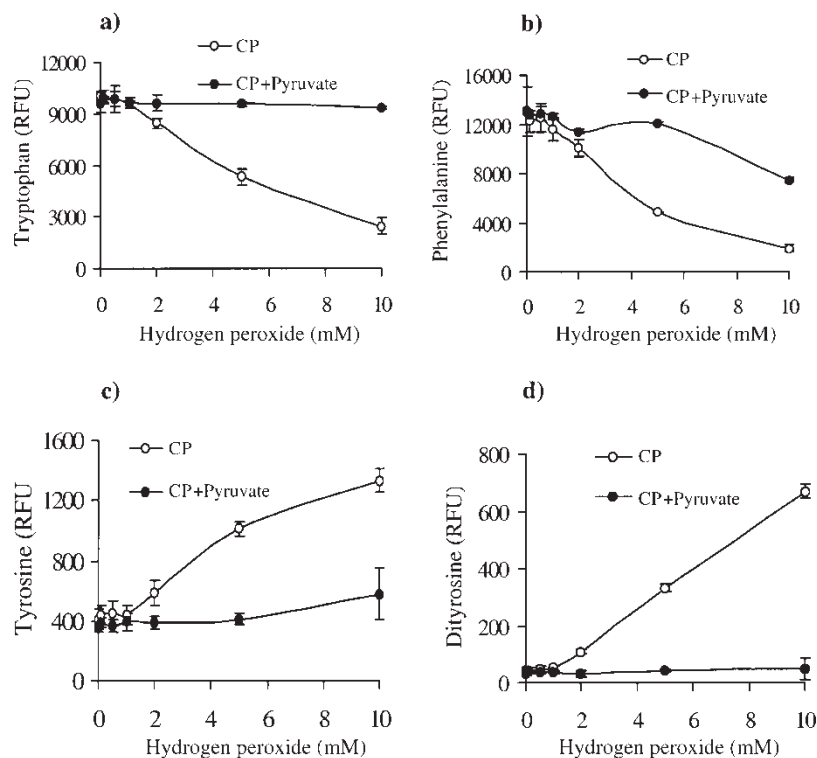 a)
CP
CP+Pyruvate
Tryptophan (RFU)
12000
9000
6000
3000
0
0 2 4 6 8 10
Hydrogen peroxide (mM)
b)
CP
CP+Pyruvate
Phenylalanine (RFU)
16000
12000
8000
4000
0
0 2 4 6 8 10
Hydrogen peroxide (mM)
c)
CP
CP+Pyruvate
Tyrosine (RFU
1600
1200
800
400
0
0 2 4 6 8 10
Hydrogen peroxide (mM)
d)
CP
CP+Pyruvate
Dityrosine (RFU)
800
600
400
200
0
0 2 4 6 8 10
Hydrogen peroxide (mM)